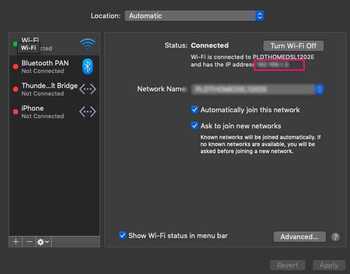 Location: Automatic
Wi-Fi
Wi-Fi cted
Bluetooth PAN
Not Connected
Thunde...lt Bridge
Not Connected
iPhone
Not Connected
Status: Connected
Turn Wi-Fi Off
Wi-Fi is connected to PLDTHOMEDSL1202E
and has the IP address
Network Name:
Automatically join this network
Ask to join new networks
Known networks will be joined automatically. If
no known networks are available, you will be
asked before joining a new network.
Show Wi-Fi status in menu bar
Advanced...
?
Revert
Apply